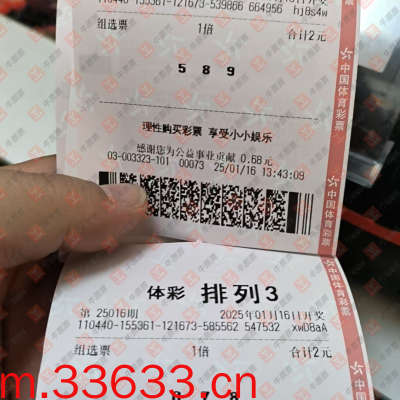 110440-155361-121673-539866 664956 hj8s4w
组选票 1倍 合计2元
5 8 9
理性购买彩票 享受小小娱乐
感谢您为公益事业贡献 0.68元
03-003323-101 00073 25/01/16 13:43:09
中国体育彩票
中国体育彩票
体彩 排列3
第 25016期 2025年01月16日开奖
110440-155361-121673-585562 547532 xwO8aA
组选票 1倍 合计2元
中国体育彩票
m.33633.cn